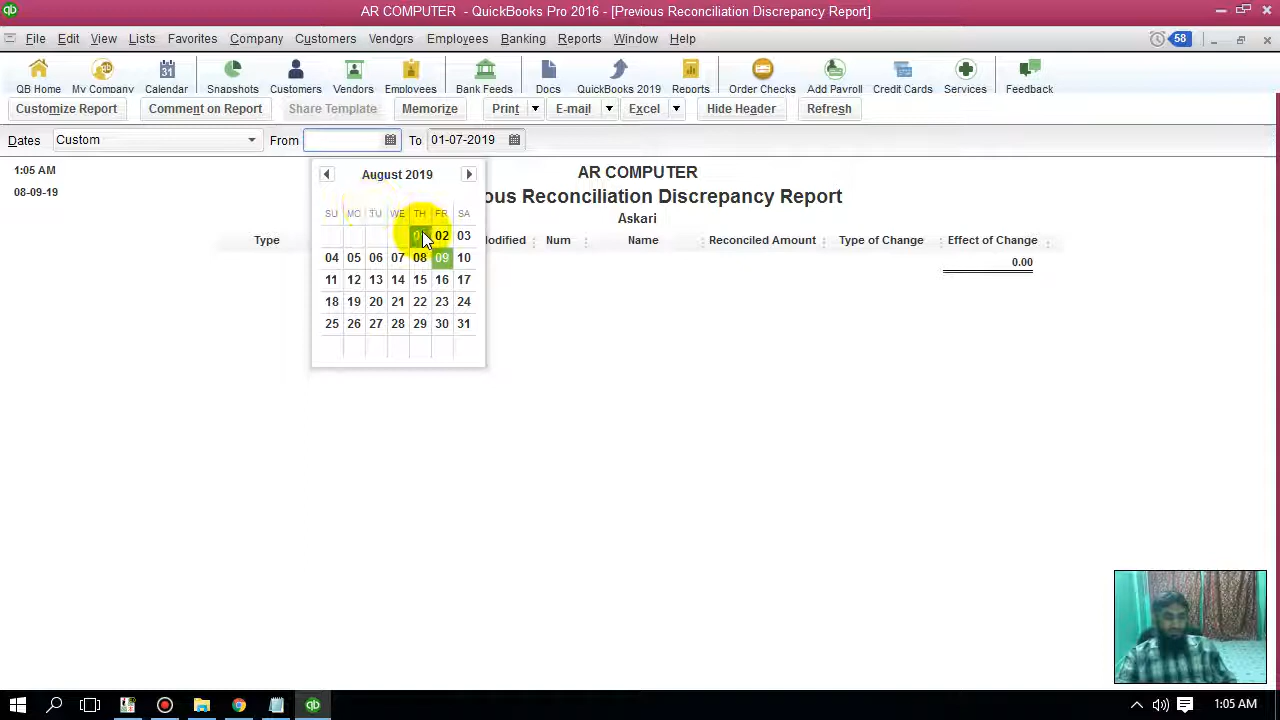 AR COMPUTER - QuickBooks Pro 2016 - [Previous Reconciliation Discrepancy Report]
File Edit View Lists Favorites Company Customers Vendors Employees Banking Reports Window Help 58
QB Home My Company Calendar Snapshots Customers Vendors Employees Bank Feeds Docs QuickBooks 2019 Reports Order Checks Add Payroll Credit Cards Services Feedback
Customize Report Comment on Report Share Template Memorize Print E-mail Excel Hide Header Refresh
Dates Custom From To 01-07-2019
1:05 AM
08-09-19
AR COMPUTER
ous Reconciliation Discrepancy Report
Askari
Type odified Num Name Reconciled Amount Type of Change Effect of Change
0.00
August 2019
SU MO TU WE TH FR SA
01 02 03
04 05 06 07 08 09 10
11 12 13 14 15 16 17
18 19 20 21 22 23 24
25 26 27 28 29 30 31
1:05 AM